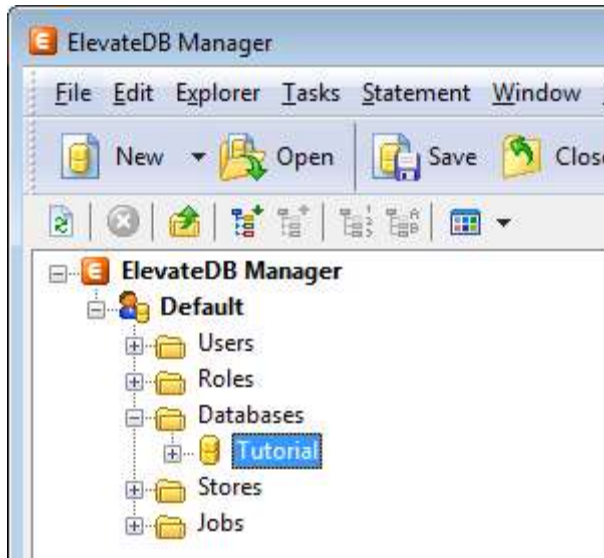 ElevateDB Manager
File Edit Explorer Tasks Statement Window
New Open Save Close
ElevateDB Manager
Default
Users
Roles
Databases
Tutorial
Stores
Jobs